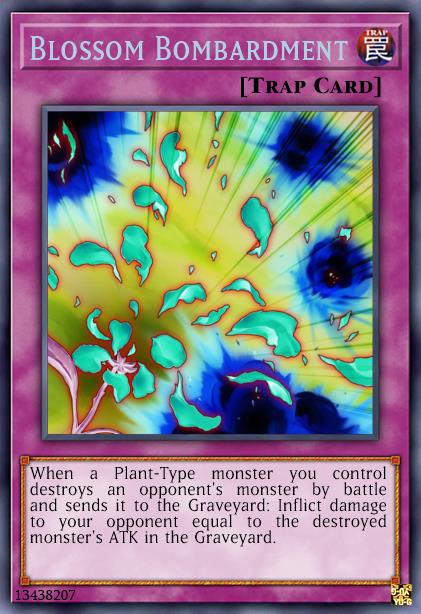 Blossom Bombardment
TRAP
罠
[Trap Card]
When a Plant-Type monster you control
destroys an opponent's monster by battle
and sends it to the Graveyard: Inflict damage
to your opponent equal to the destroyed
monster's ATK in the Graveyard.
13438207